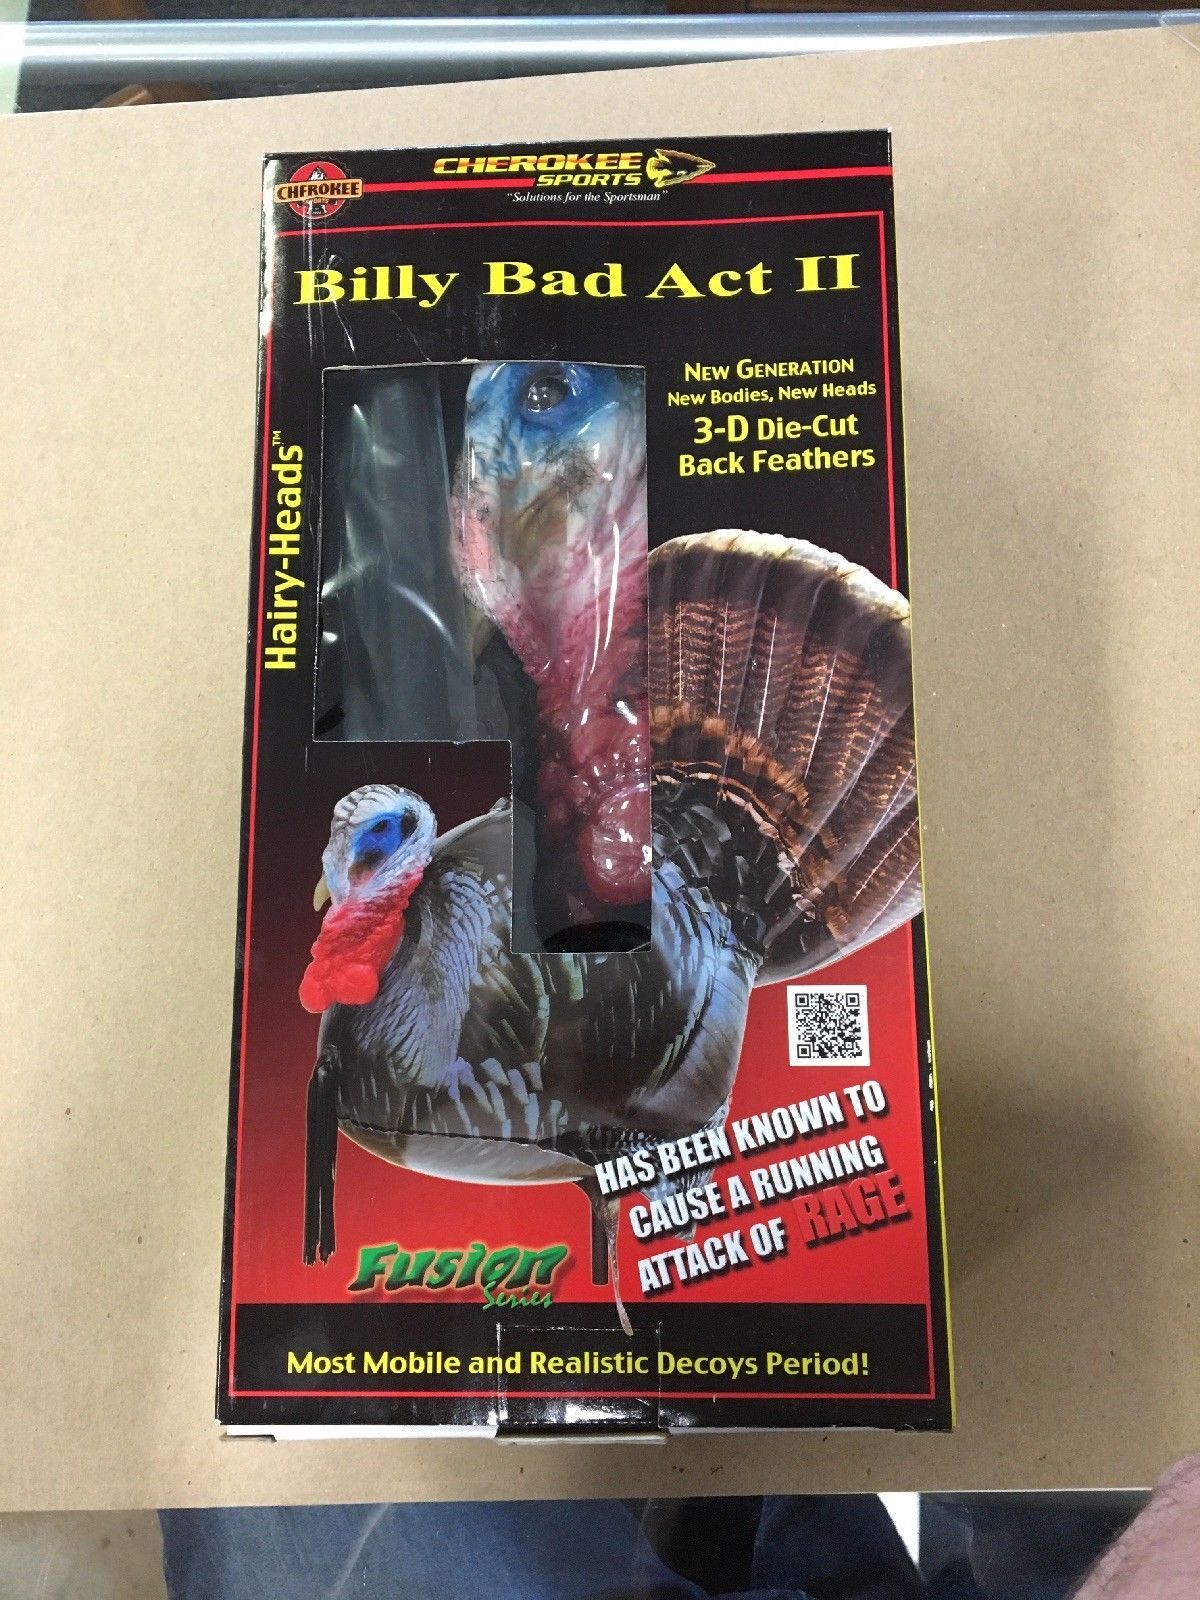 CHEROKEE
SPORTS
CHEROKEE
SPORTS
"Solutions for the Sportsman"
Billy Bad Act II
New Generation
New Bodies, New Heads
3-D Die-Cut
Back Feathers
Hairy-Heads™
HAS BEEN KNOWN TO
CAUSE A RUNNING
ATTACK OF RAGE
Fusion
Series
Most Mobile and Realistic Decoys Period!